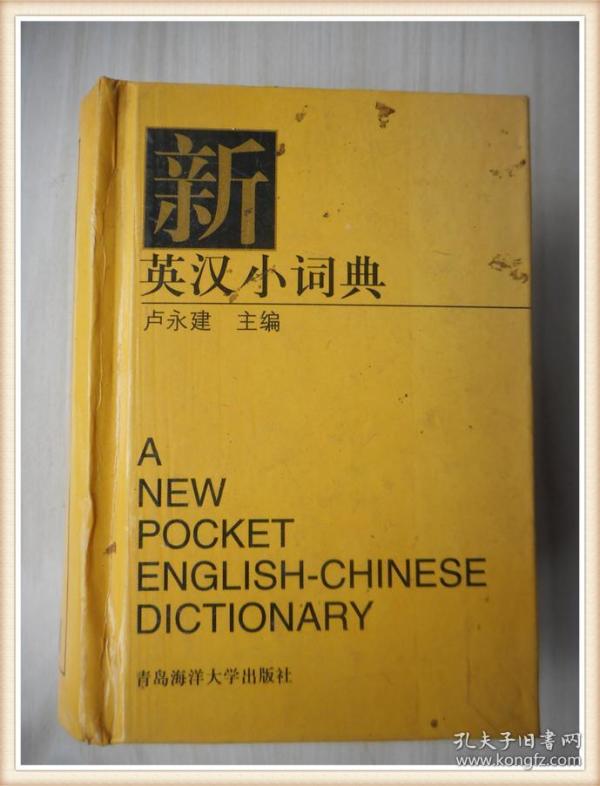 新
英汉小词典
卢永建 主编
A
NEW
POCKET
ENGLISH-CHINESE
DICTIONARY
青岛海洋大学出版社
孔夫子旧書网
www.kongfz.com